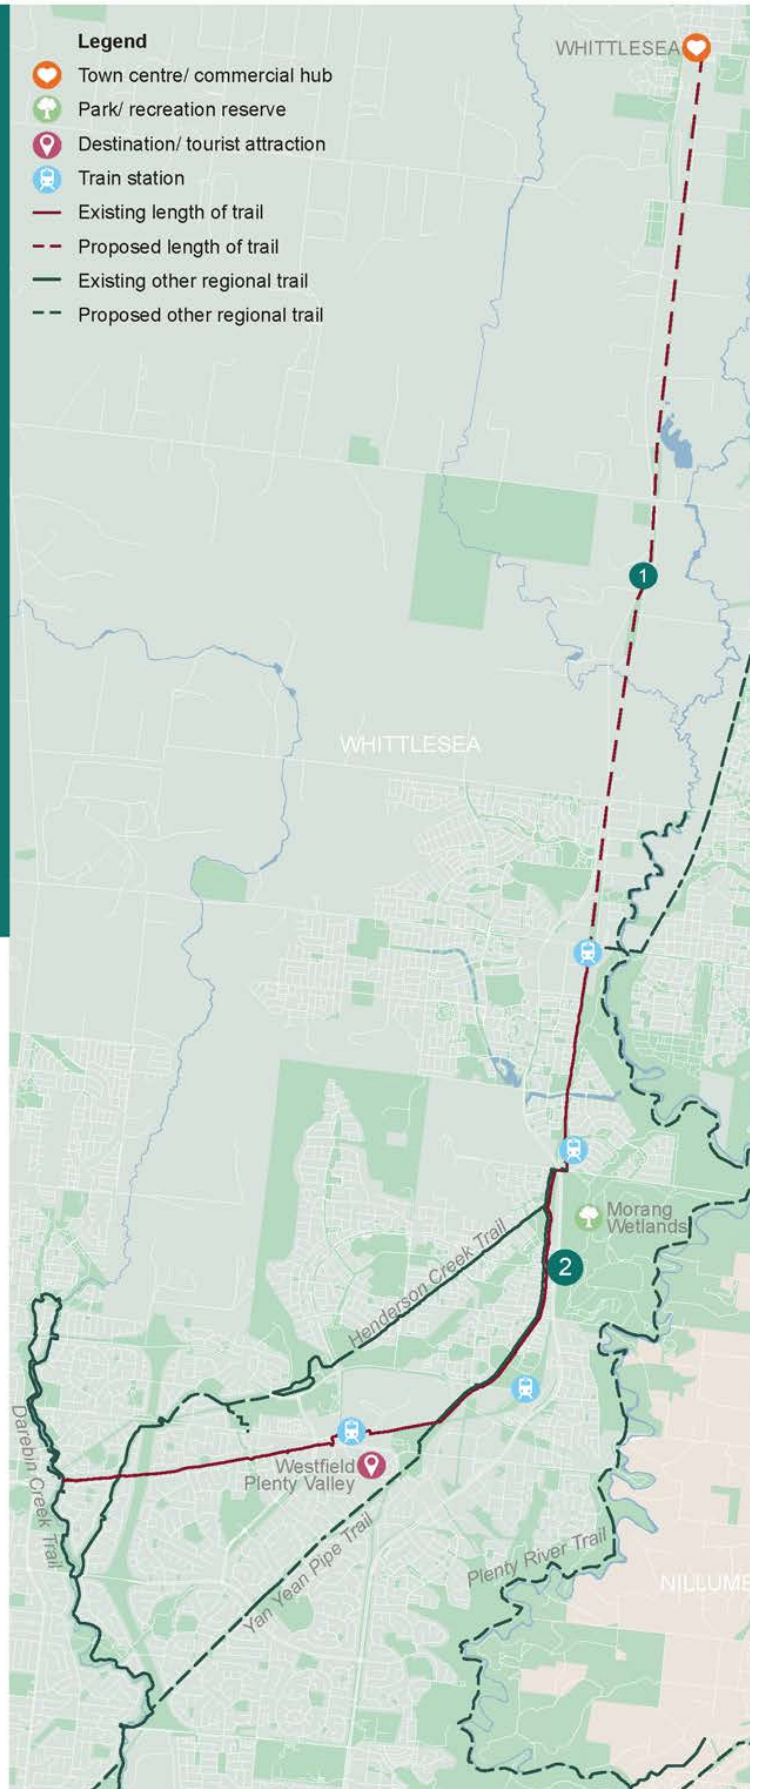 Legend
Town centre/ commercial hub
Park/ recreation reserve
Destination/ tourist attraction
Train station
Existing length of trail
Proposed length of trail
Existing other regional trail
Proposed other regional trail
WHITTLESEA
1
WHITTLESEA
Morang
Wetlands
2
Henderson Creek Trail
Darebin Creek Trail
Westfield
Plenty Valley
Yan Yean Pipe Trail
Plenty River Trail
NILLUMB